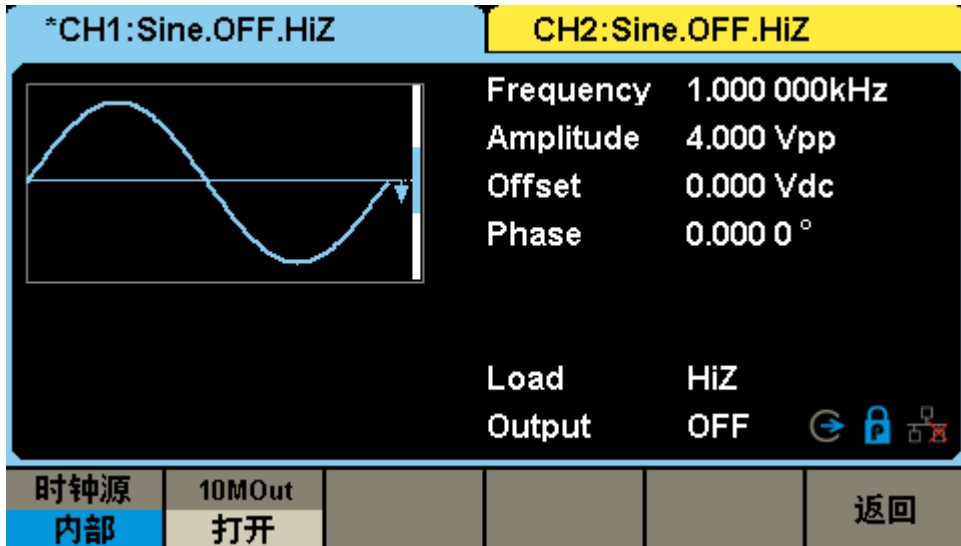 *CH1:Sine.OFF.HiZ
CH2:Sine.OFF.HiZ
Frequency 1.000 000kHz
Amplitude 4.000 Vpp
Offset 0.000 Vdc
Phase 0.000 0 °
Load HiZ
Output OFF
P
时钟源 10MOut
内部 打开 返回